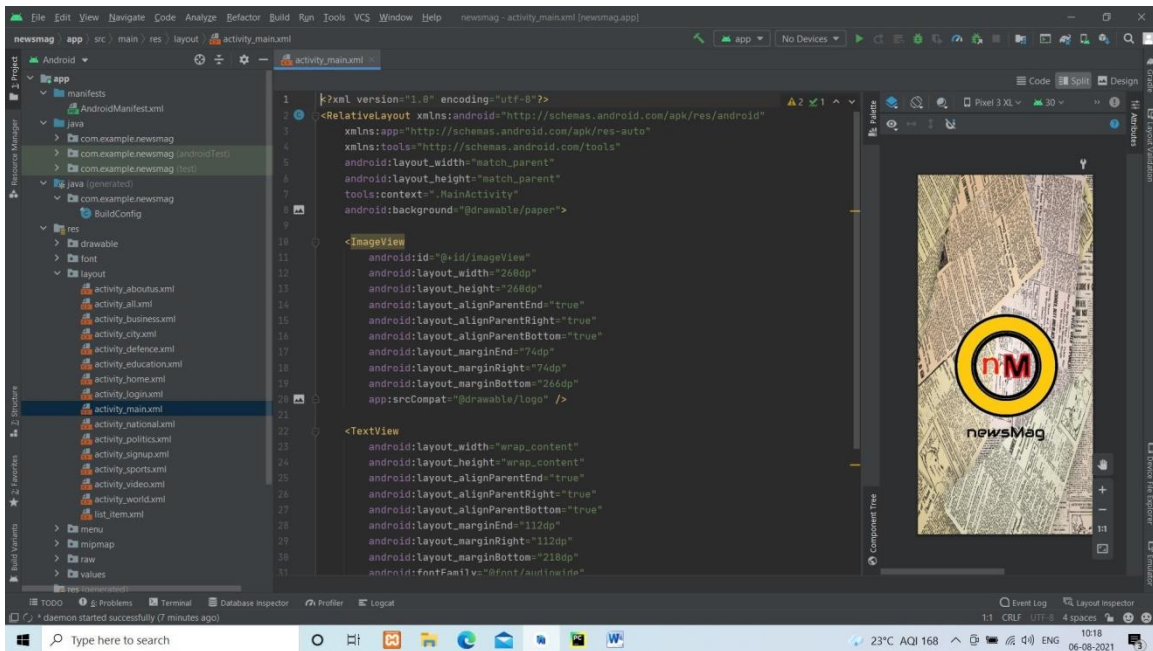 File Edit View Navigate Code Analyze Refactor Build Run Tools VCS Window Help newsmag - activity_main.xml [newsmag.app]
newsmag app src main res layout activity_main.xml app No Devices
Android activity_main.xml
Code Split Design
1: Project
Resource Manager
Z: Structure
2: Favorites
Build Variants
app
manifests
AndroidManifest.xml
java
com.example.newsmag
com.example.newsmag (androidTest)
com.example.newsmag (test)
java (generated)
com.example.newsmag
BuildConfig
res
drawable
font
layout
activity_aboutus.xml
activity_all.xml
activity_business.xml
activity_city.xml
activity_defence.xml
activity_education.xml
activity_home.xml
activity_login.xml
activity_main.xml
activity_national.xml
activity_politics.xml
activity_signup.xml
activity_sports.xml
activity_video.xml
activity_world.xml
list_item.xml
menu
mipmap
raw
values
res (generated)
1 <?xml version="1.0" encoding="utf-8"?>
2 <RelativeLayout xmlns:android="http://schemas.android.com/apk/res/android"
3 xmlns:app="http://schemas.android.com/apk/res-auto"
4 xmlns:tools="http://schemas.android.com/tools"
5 android:layout_width="match_parent"
6 android:layout_height="match_parent"
7 tools:context=".MainActivity"
8 android:background="@drawable/paper">
9
10 <ImageView
11 android:id="@+id/imageView"
12 android:layout_width="260dp"
13 android:layout_height="260dp"
14 android:layout_alignParentEnd="true"
15 android:layout_alignParentRight="true"
16 android:layout_alignParentBottom="true"
17 android:layout_marginEnd="74dp"
18 android:layout_marginRight="74dp"
19 android:layout_marginBottom="266dp"
20 app:srcCompat="@drawable/logo" />
21
22 <TextView
23 android:layout_width="wrap_content"
24 android:layout_height="wrap_content"
25 android:layout_alignParentEnd="true"
26 android:layout_alignParentRight="true"
27 android:layout_alignParentBottom="true"
28 android:layout_marginEnd="112dp"
29 android:layout_marginRight="112dp"
30 android:layout_marginBottom="218dp"
31 android:fontFamily="@font/audiowide"
2 1
Palette
Component Tree
Pixel 3 XL 30
nM
newsMag
1:1
Gradle
Layout Validation
Attributes
Device File Explorer
Emulator
TODO 6: Problems Terminal Database Inspector Profiler Logcat Event Log Layout Inspector
* daemon started successfully (7 minutes ago) 1:1 CRLF UTF-8 4 spaces
Type here to search 23°C AQI 168 ENG 10:18
06-08-2021